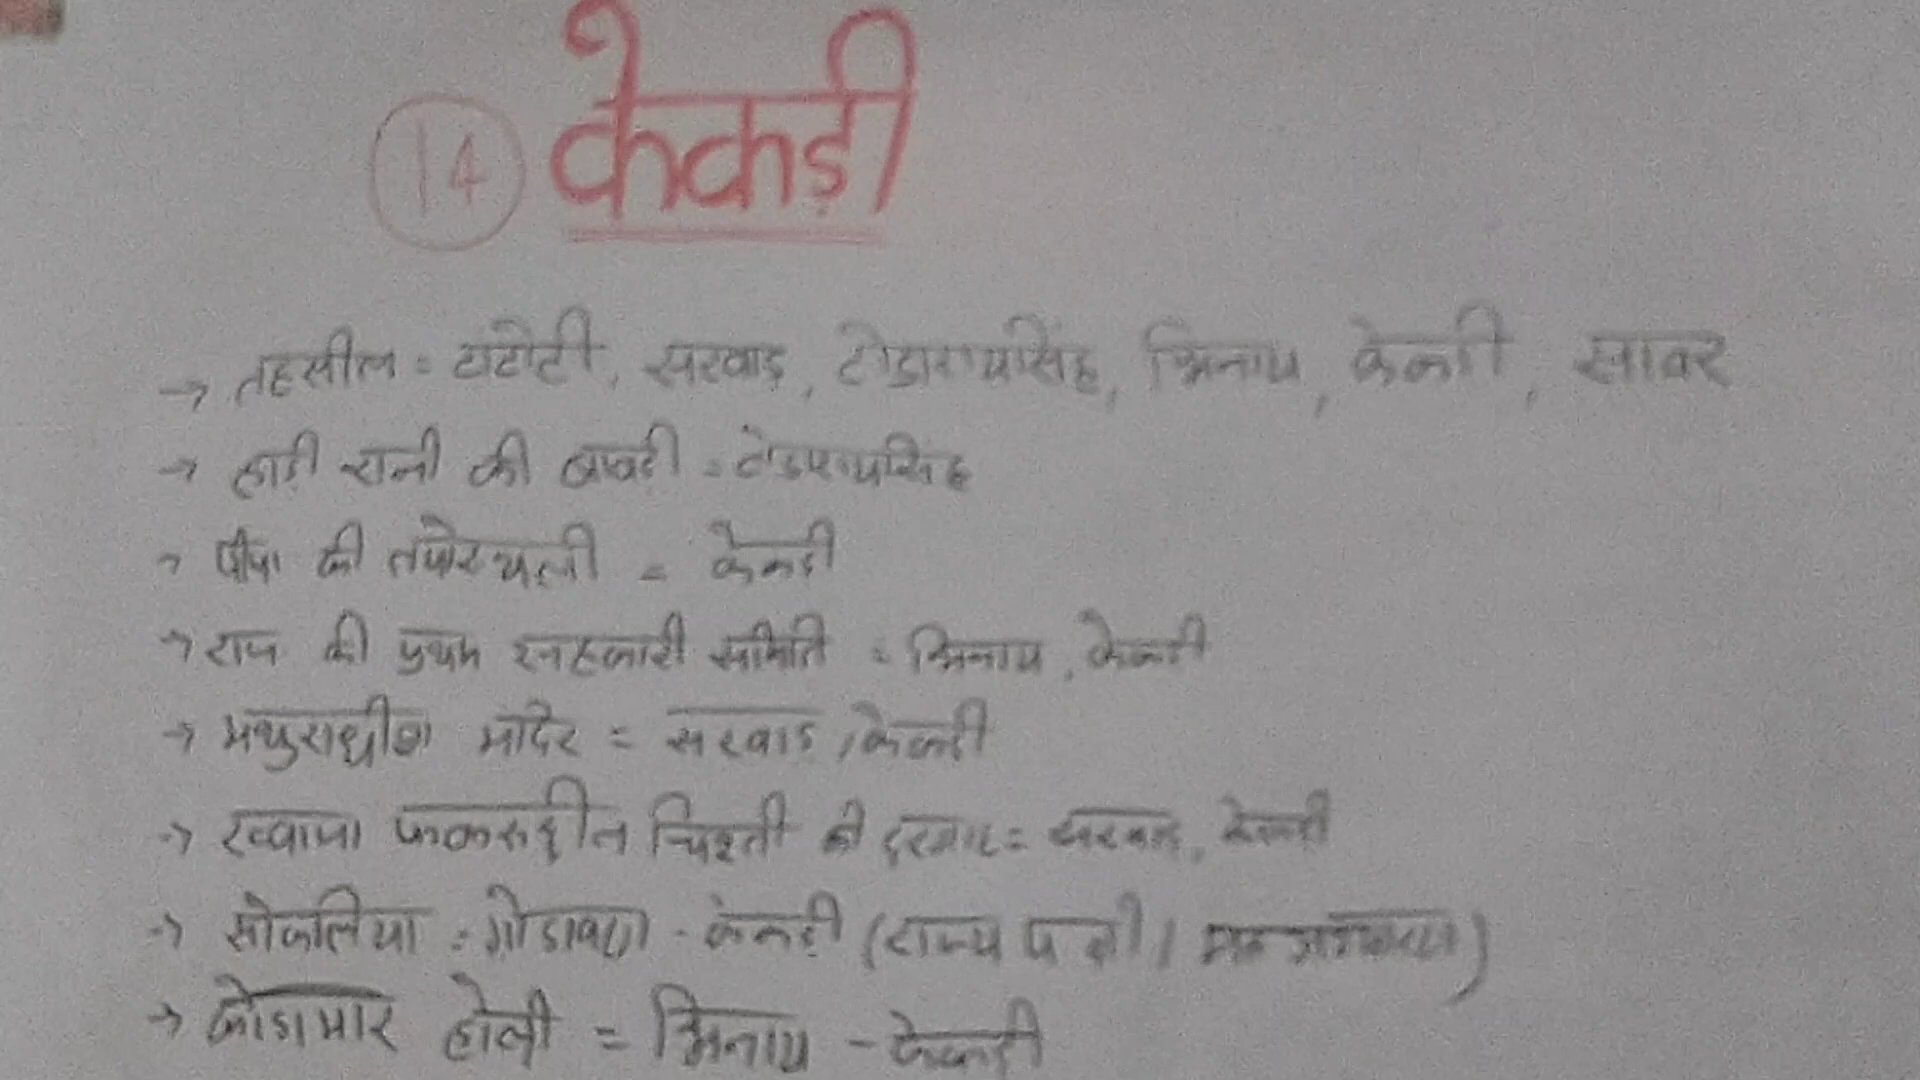 14 केकड़ी
→ तहसील = टांटोटी, सरवाड़, टोडारायसिंह, भिनाय, केकड़ी, सावर
→ हाड़ी रानी की बावड़ी = टोडारायसिंह
→ पीपा की तपोस्थली = केकड़ी
→ राज की प्रथम सहकारी समिति = भिनाय, केकड़ी
→ मथुराधीश मंदिर = सरवाड़, केकड़ी
→ ख्वाजा फकरुद्दीन चिश्ती की दरगाह = सरवाड़, केकड़ी
→ सोकलिया = गोडावण - केकड़ी (राज्य पक्षी /
→ कोडामार होली = भिनाय - केकड़ी